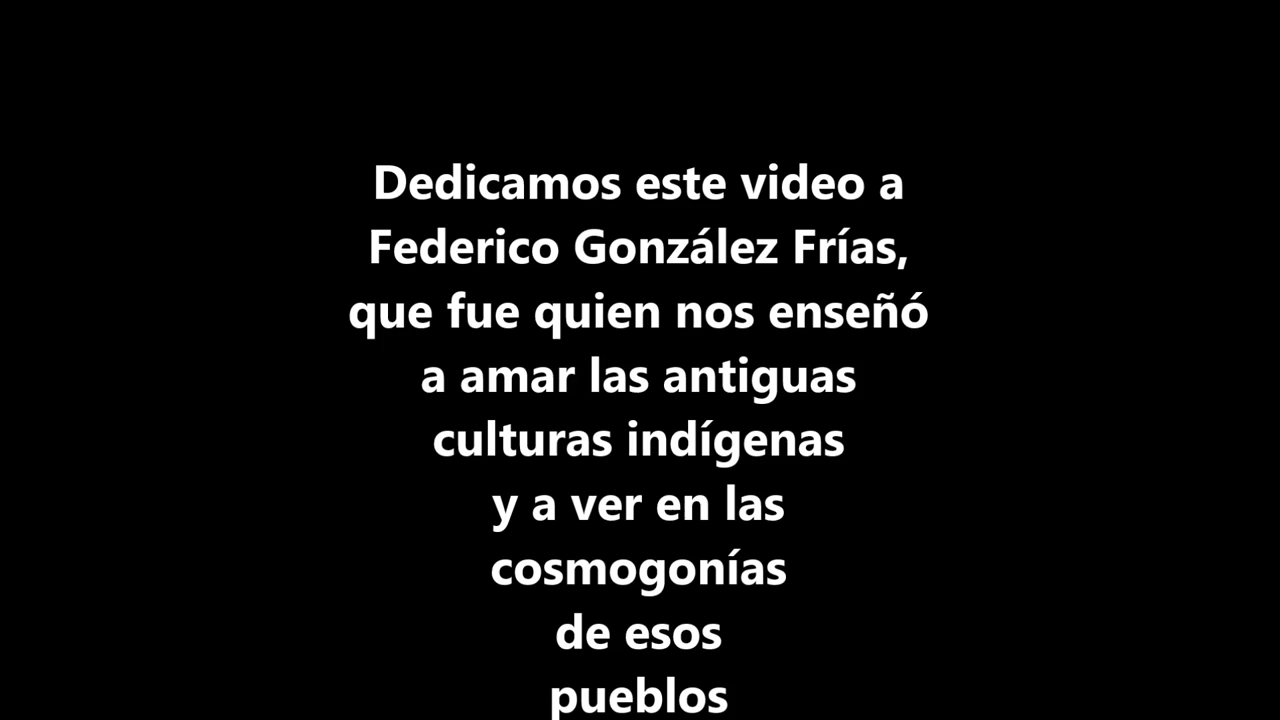 Dedicamos este video a
Federico González Frías,
que fue quien nos enseñó
a amar las antiguas
culturas indígenas
y a ver en las
cosmogonías
de esos
pueblos